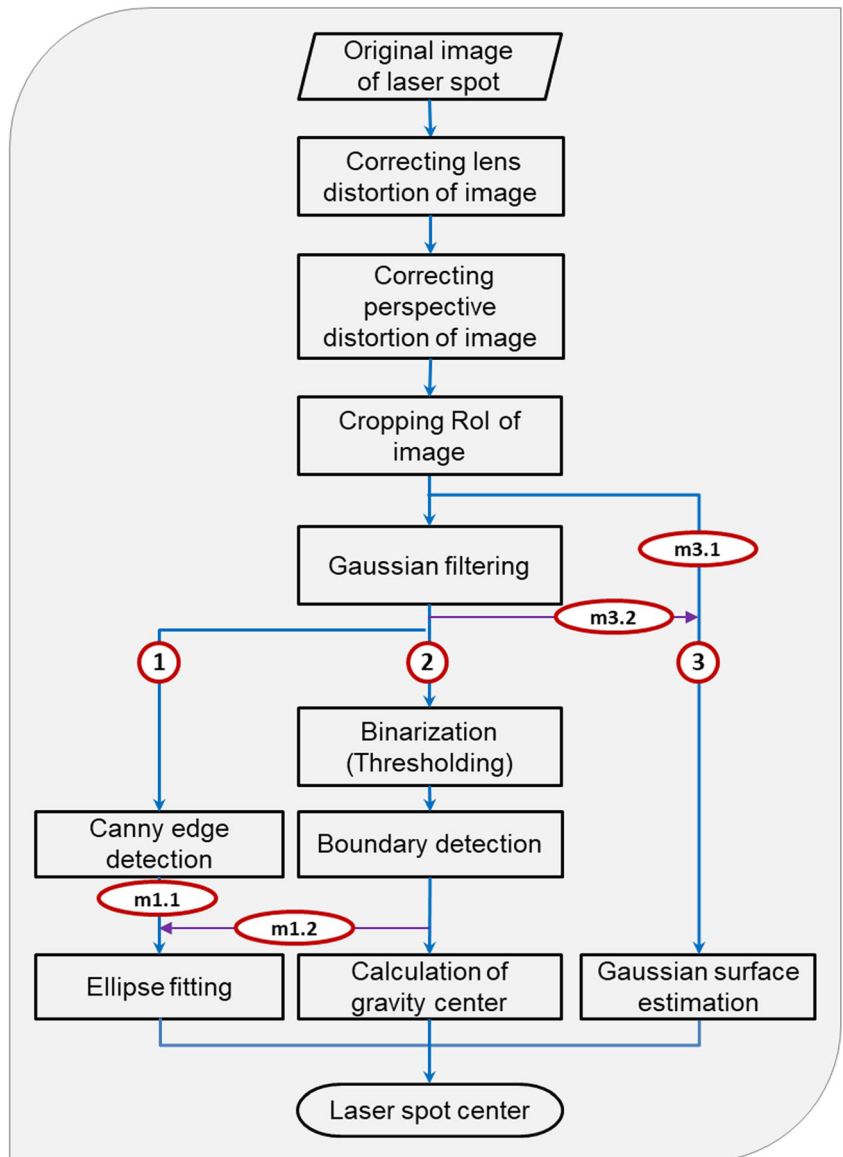 Original image
of laser spot
Correcting lens
distortion of image
Correcting
perspective
distortion of image
Cropping RoI of
image
m3.1
Gaussian filtering
m3.2
1
2
3
Binarization
(Thresholding)
Canny edge
detection
Boundary detection
m1.1
m1.2
Ellipse fitting
Calculation of
gravity center
Gaussian surface
estimation
Laser spot center